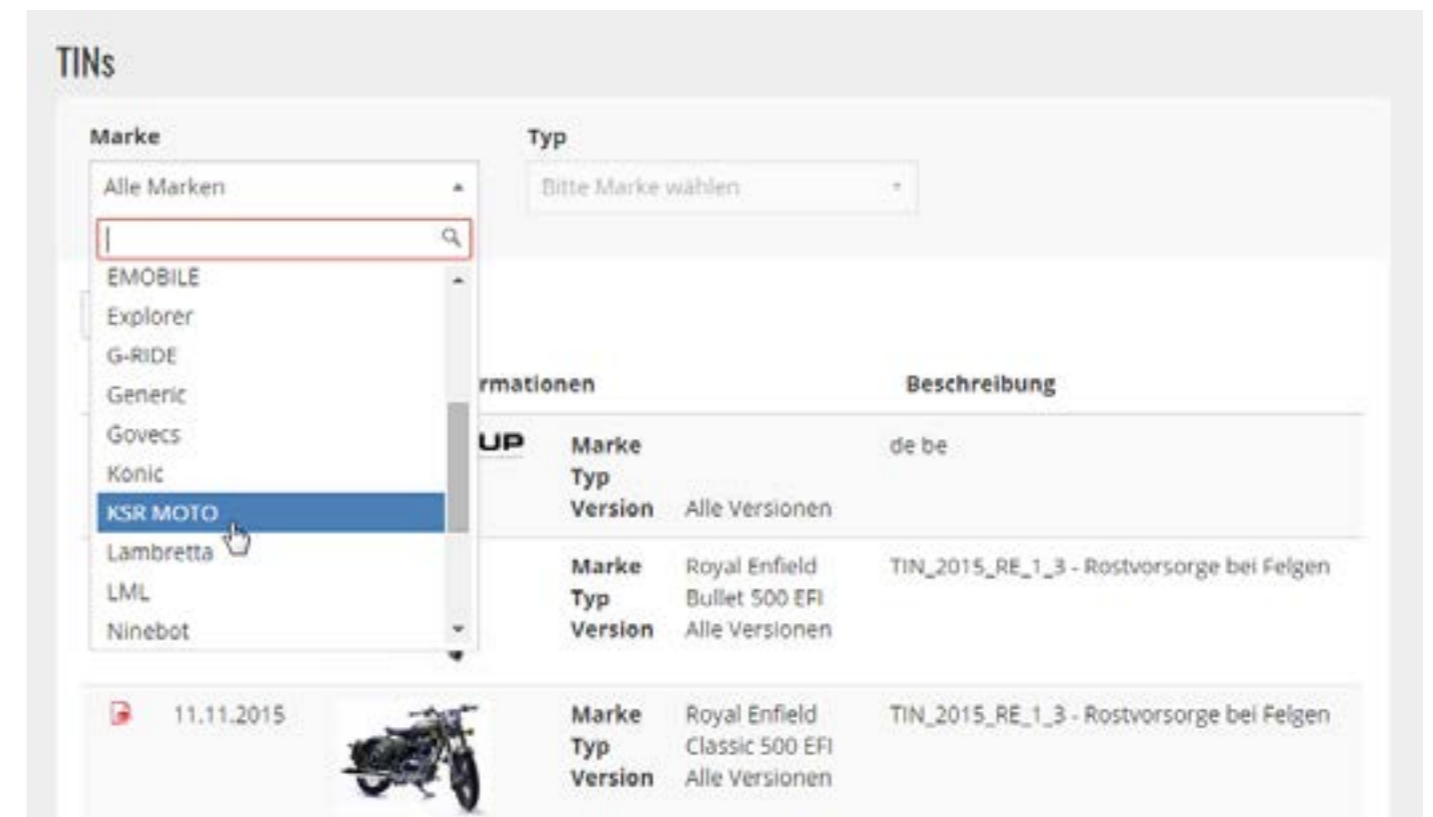 TINs
Marke
Typ
Alle Marken
Bitte Marke wählen
EMOBILE
Explorer
G-RIDE
Generic
Govecs
Konic
KSR MOTO
Lambretta
LML
Ninebot
rmationen
Beschreibung
UP
Marke
de be
Typ
Version Alle Versionen
Marke Royal Enfield TIN_2015_RE_1_3 - Rostvorsorge bei Felgen
Typ Bullet 500 EFI
Version Alle Versionen
11.11.2015 Marke Royal Enfield TIN_2015_RE_1_3 - Rostvorsorge bei Felgen
Typ Classic 500 EFI
Version Alle Versionen